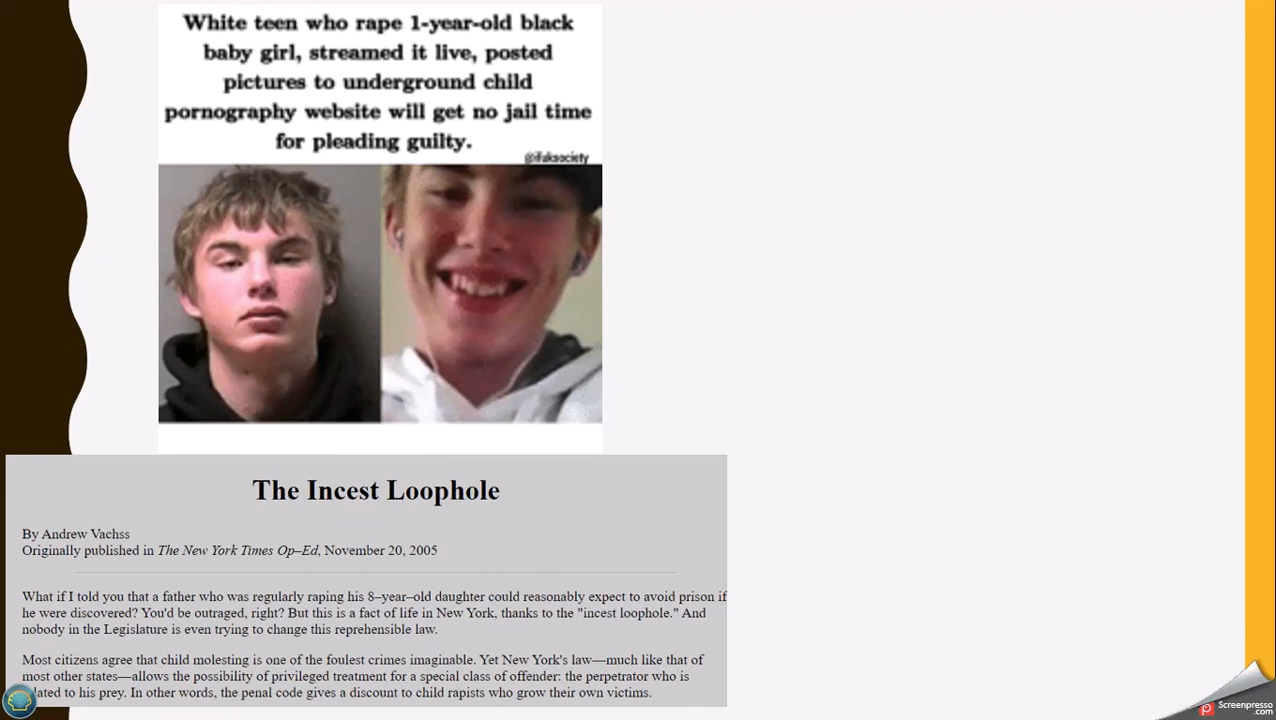 White teen who rape 1-year-old black
baby girl, streamed it live, posted
pictures to underground child
pornography website will get no jail time
for pleading guilty.
@ifuksociety
The Incest Loophole
By Andrew Vachss
Originally published in The New York Times Op–Ed, November 20, 2005
What if I told you that a father who was regularly raping his 8–year–old daughter could reasonably expect to avoid prison if
he were discovered? You'd be outraged, right? But this is a fact of life in New York, thanks to the "incest loophole." And
nobody in the Legislature is even trying to change this reprehensible law.
Most citizens agree that child molesting is one of the foulest crimes imaginable. Yet New York's law—much like that of
most other states—allows the possibility of privileged treatment for a special class of offender: the perpetrator who is
lated to his prey. In other words, the penal code gives a discount to child rapists who grow their own victims.
Screenpresso
.com